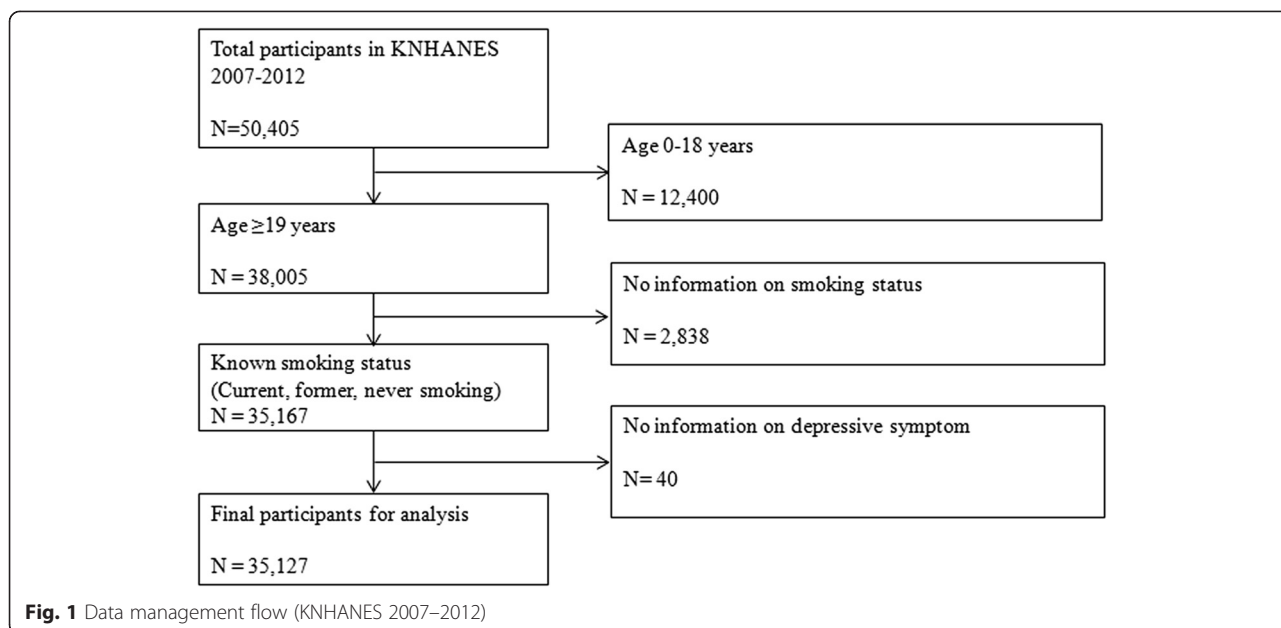 Total participants in KNHANES
2007-2012
N=50,405
Age 0-18 years
N = 12,400
Age ≥19 years
N = 38,005
No information on smoking status
N = 2,838
Known smoking status
(Current, former, never smoking)
N = 35,167
No information on depressive symptom
N= 40
Final participants for analysis
N = 35,127
Fig. 1 Data management flow (KNHANES 2007–2012)